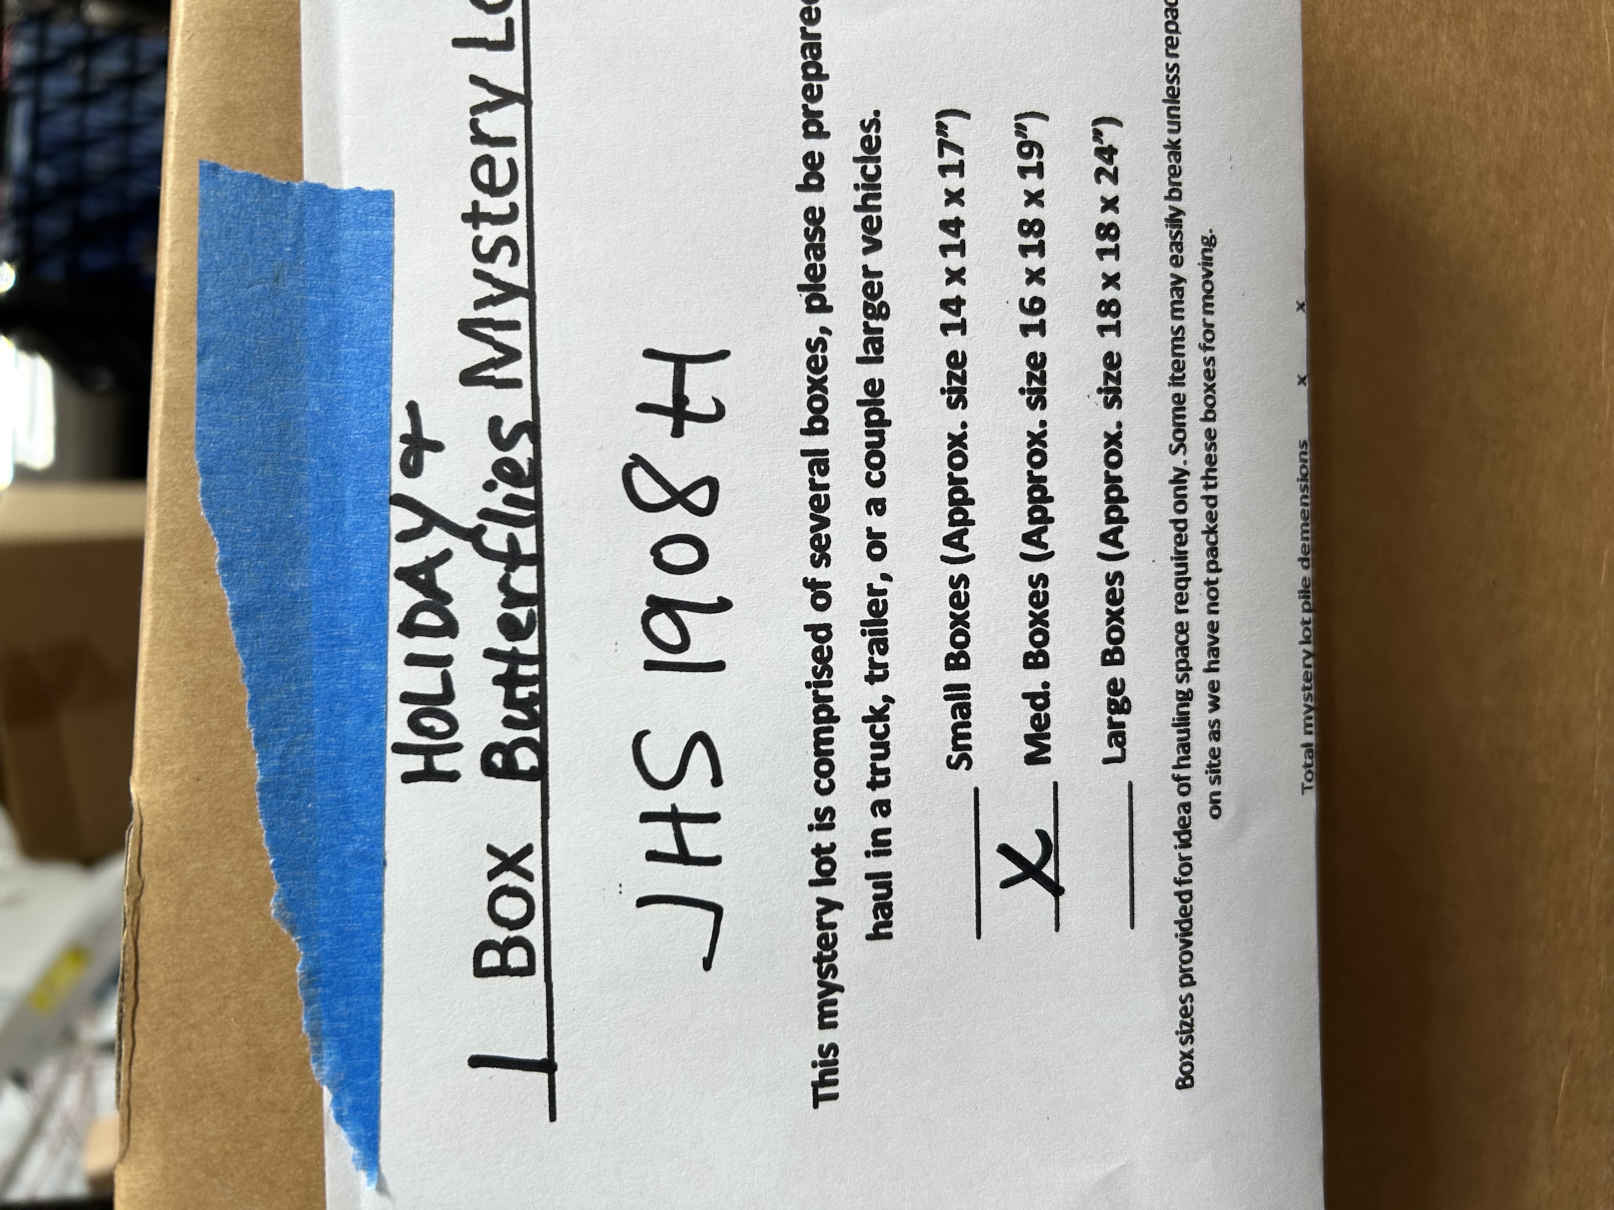 HOLIDAY &
1 Box Butterflies Mystery Lo
JHS 1908H
This mystery lot is comprised of several boxes, please be prepared
haul in a truck, trailer, or a couple larger vehicles.
Small Boxes (Approx. size 14 x 14 x 17")
X Med. Boxes (Approx. size 16 x 18 x 19")
Large Boxes (Approx. size 18 x 18 x 24")
Box sizes provided for idea of hauling space required only. Some items may easily break unless repac
on site as we have not packed these boxes for moving.
Total mystery lot pile demensions x x